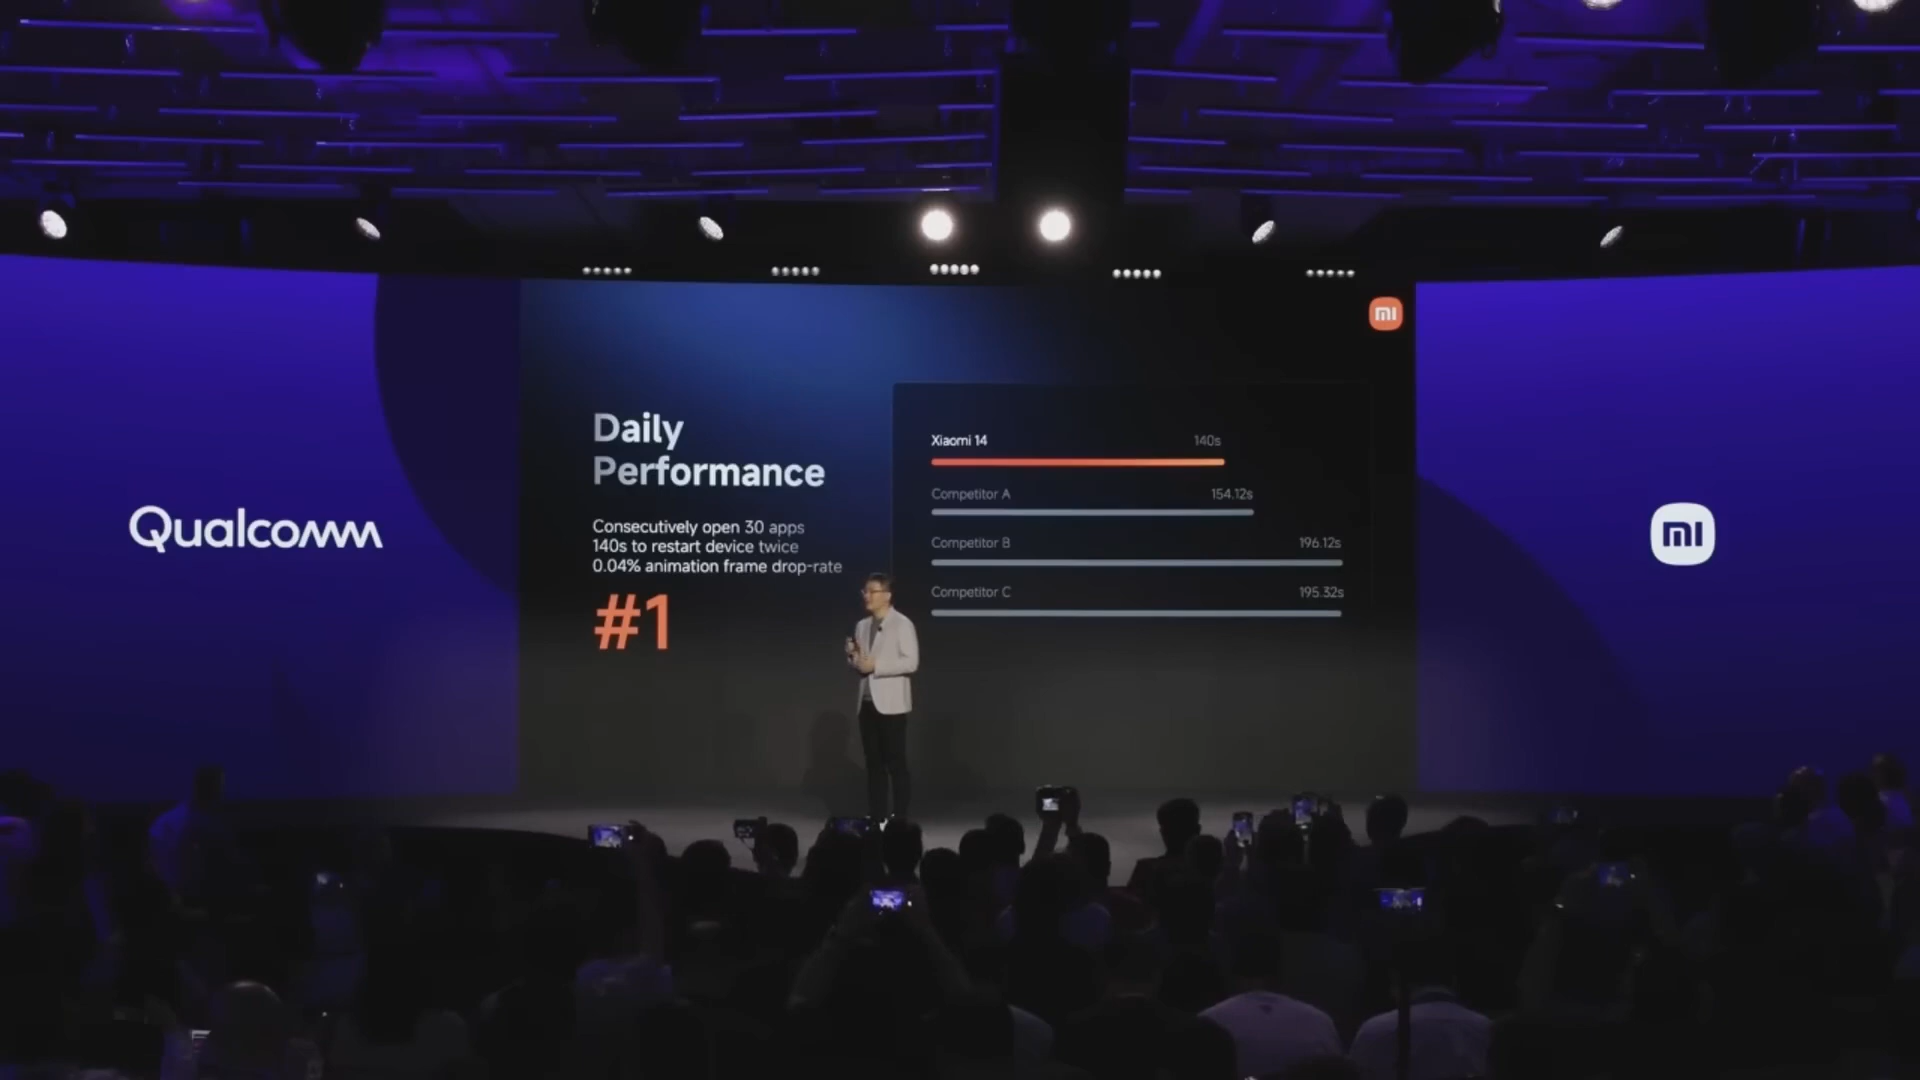 mi
Daily
Performance
Consecutively open 30 apps
140s to restart device twice
0.04% animation frame drop-rate
#1
Xiaomi 14 140s
Competitor A 154.12s
Competitor B 196.12s
Competitor C 195.32s
Qualcomm
mi